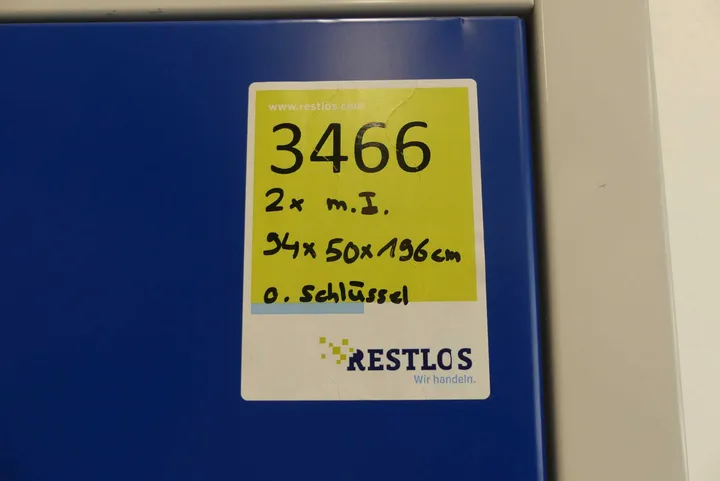 www.restlos.com
3466
2x m.I.
94x50x196cm
o. Schlüssel
RESTLOS
Wir handeln.